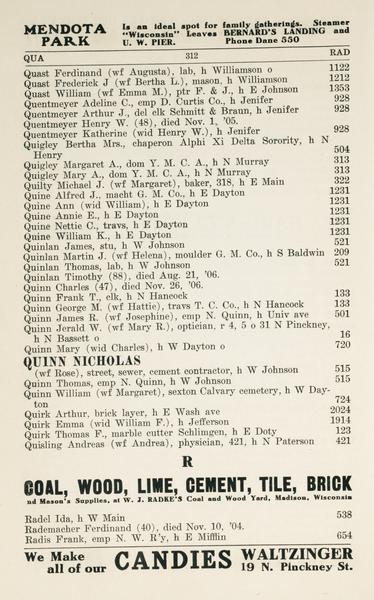 MENDOTA PARK
Is an ideal spot for family gatherings. Steamer
"Wisconsin" Leaves BERNARD'S LANDING and
U. W. PIER. Phone Dane 550
QUA 312 RAD
Quast Ferdinand (wf Augusta), lab, h Williamson o 1122
Quast Frederick J (wf Bertha L.), mason, h Williamson 1212
Quast William (wf Emma M.), ptr F. & J., h E Johnson 1353
Quentmeyer Adeline C., emp D. Curtis Co., h Jenifer 928
Quentmeyer Arthur J., del clk Schmitt & Braun, h Jenifer 928
Quentmeyer Henry W. (48), died Nov. 1, '05.
Quentmeyer Katherine (wid Henry W.), h Jenifer 928
Quigley Bertha Mrs., chaperon Alphi Xi Delta Sorority, h N
Henry 504
Quigley Margaret A., dom Y. M. C. A., h N Murray 313
Quigley Mary A., dom Y. M. C. A., h N Murray 313
Quilty Michael J. (wf Margaret), baker, 318, h E Main 322
Quine Alfred J., macht G. M. Co., h E Dayton 1231
Quine Ann (wid William), h E Dayton 1231
Quine Annie E., h E Dayton 1231
Quine Nettie C., travs, h E Dayton 1231
Quine William K., h E Dayton 1231
Quinlan James, stu, h W Johnson 521
Quinlan Martin J. (wf Helena), moulder G. M. Co., h S Baldwin 209
Quinlan Thomas, lab, h W Johnson 521
Quinlan Timothy (88), died Aug. 21, '06.
Quinn Charles (47), died Nov. 26, '06.
Quinn Frank T., clk, h N Hancock 133
Quinn George M. (wf Hattie), travs T. C. Co., h N Hancock 133
Quinn James R. (wf Josephine), emp N. Quinn, h Univ ave 501
Quinn Jerald W. (wf Mary R.), optician, r 4, 5 o 31 N Pinckney,
h N Bassett o 16
Quinn Mary (wid Charles), h W Dayton o 720
QUINN NICHOLAS
(wf Rose), street, sewer, cement contractor, h W Johnson 515
Quinn Thomas, emp N. Quinn, h W Johnson 515
Quinn William (wf Margaret), sexton Calvary cemetery, h W Day-
ton 724
Quirk Arthur, brick layer, h E Wash ave 2024
Quirk Emma (wid William F.), h Jefferson 1914
Quirk Thomas F., marble cutter Schlimgen, h E Doty 123
Quisling Andreas (wf Andrea), physician, 421, h N Paterson 421
R
COAL, WOOD, LIME, CEMENT, TILE, BRICK
nd Mason's Supplies, at W. J. RADKE'S Coal and Wood Yard, Madison, Wisconsin
Radel Ida, h W Main 538
Rademacher Ferdinand (40), died Nov. 10, '04.
Radis Frank, emp N. W. R'y, h E Mifflin 654
We Make
all of our CANDIES WALTZINGER
19 N. Pinckney St.